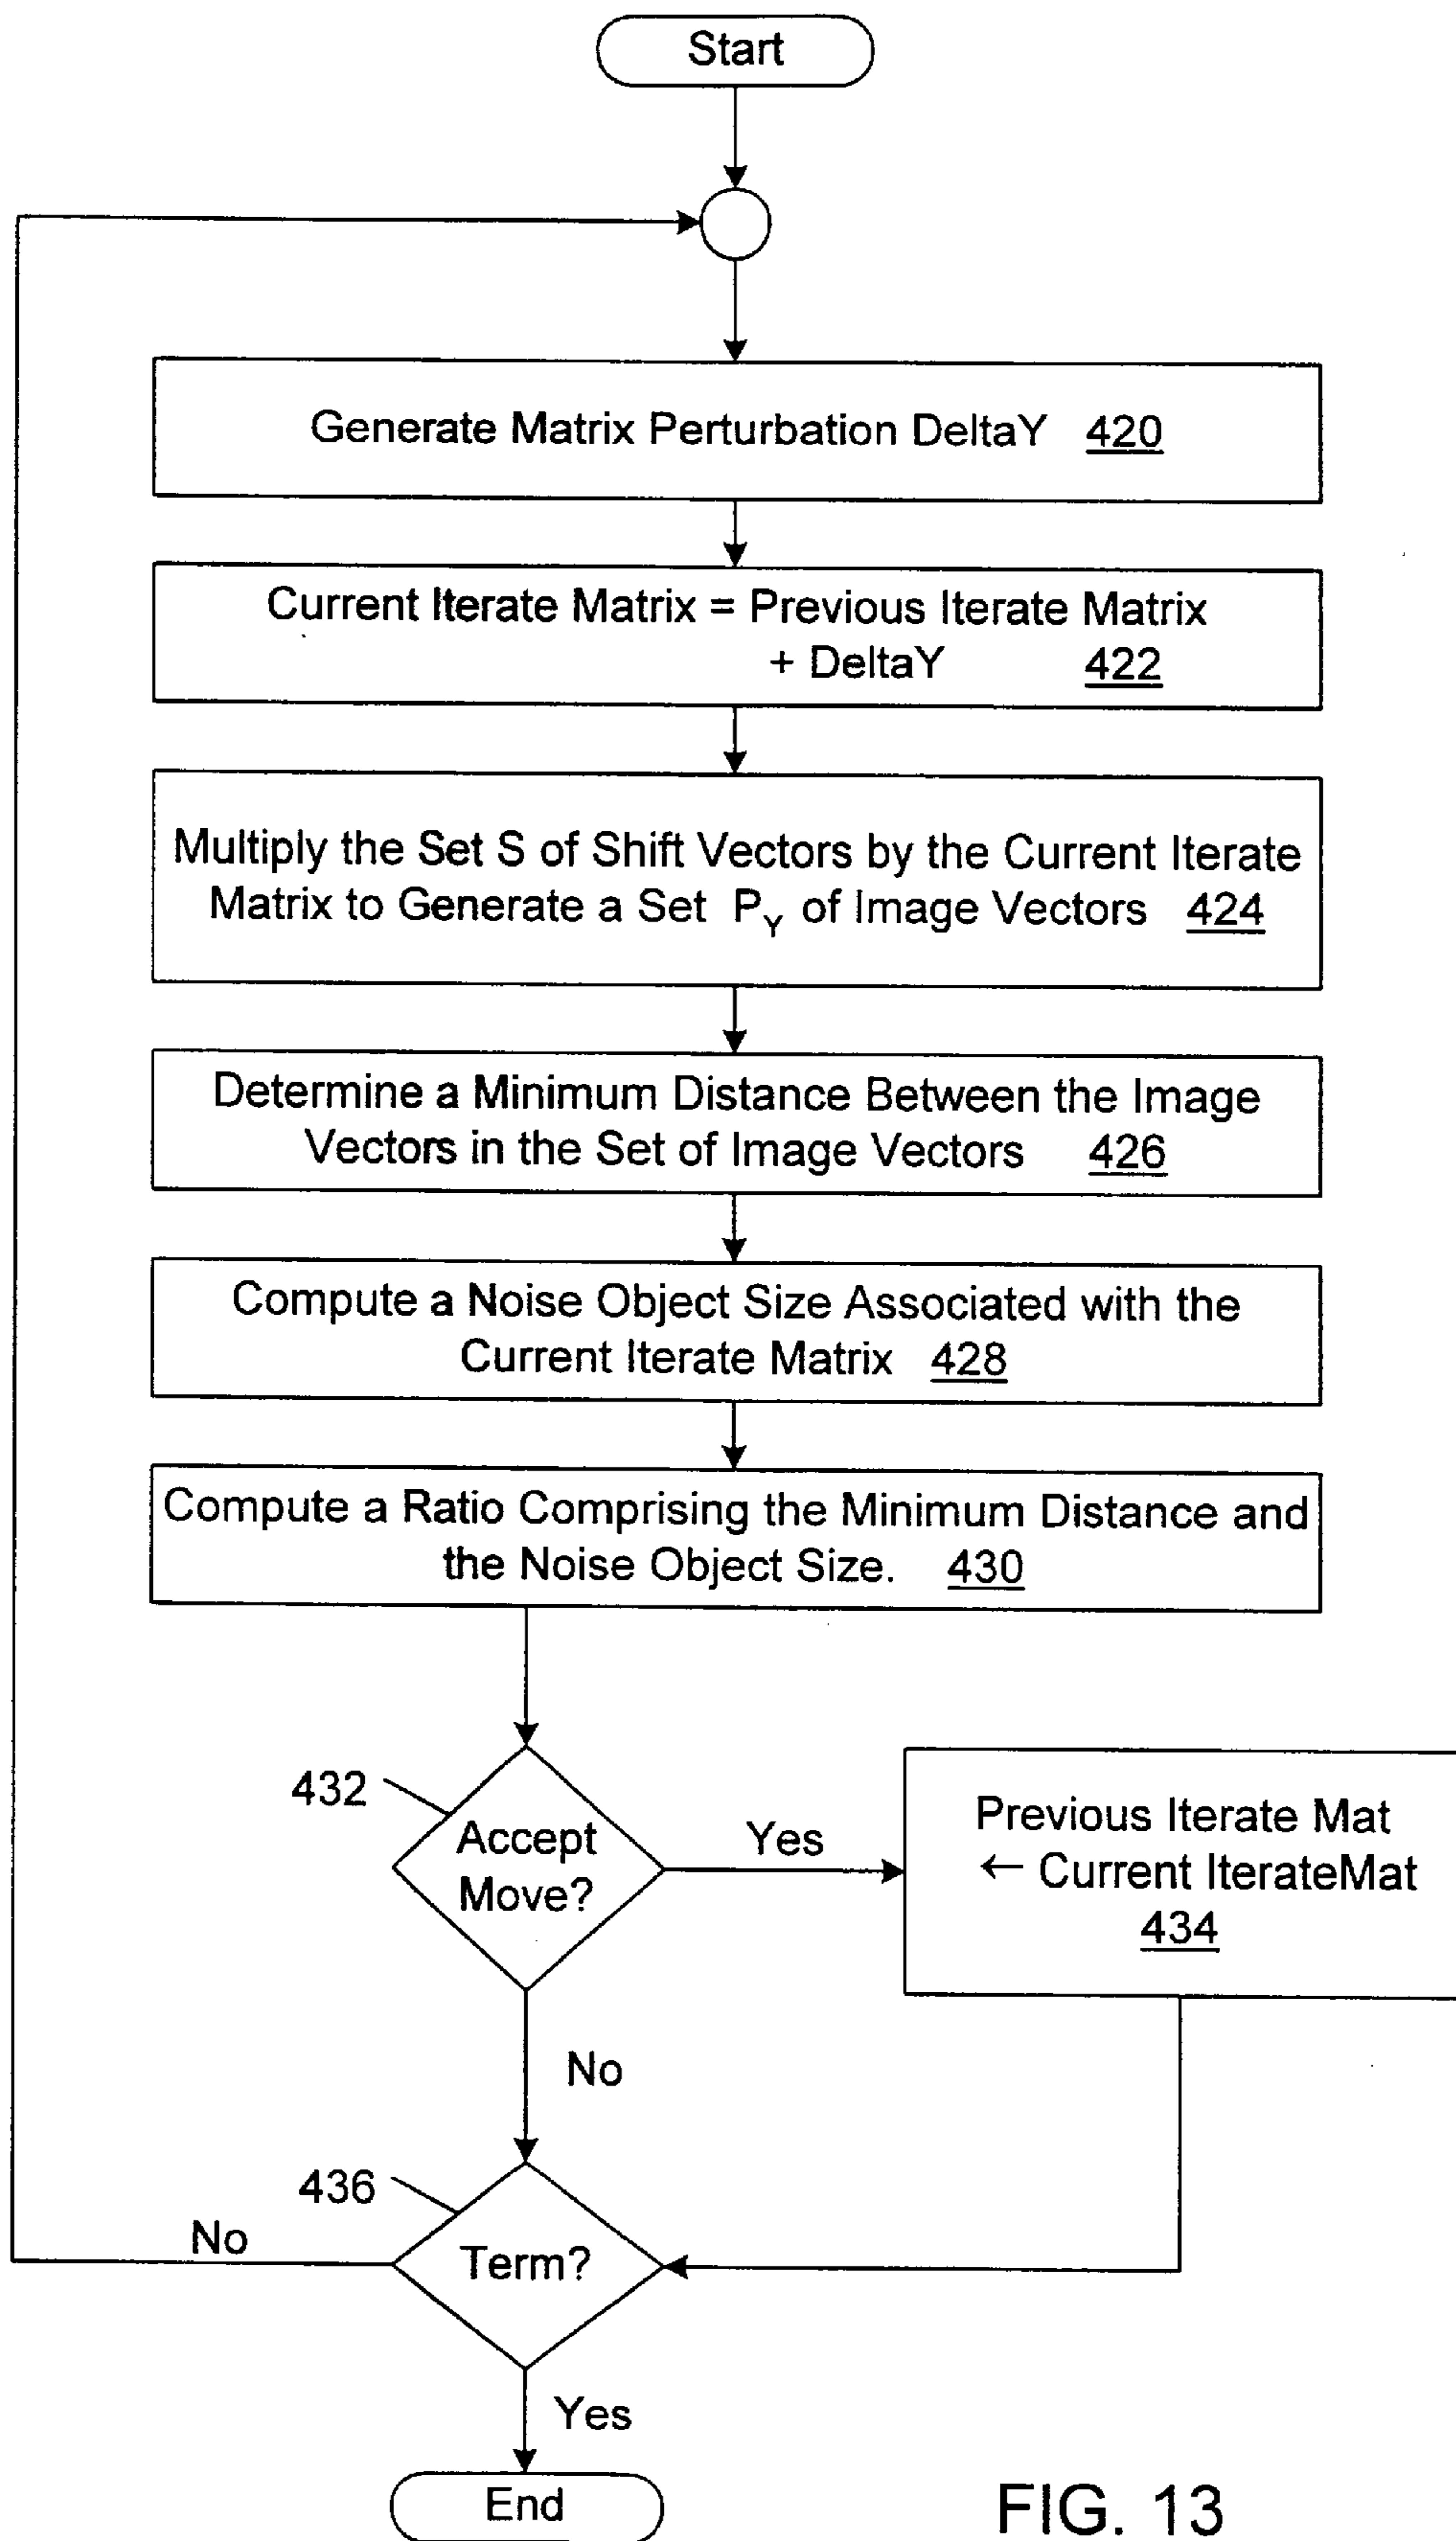 Start
Generate Matrix Perturbation DeltaY 420
Current Iterate Matrix = Previous Iterate Matrix
+ DeltaY 422
Multiply the Set S of Shift Vectors by the Current Iterate
Matrix to Generate a Set P_Y of Image Vectors 424
Determine a Minimum Distance Between the Image
Vectors in the Set of Image Vectors 426
Compute a Noise Object Size Associated with the
Current Iterate Matrix 428
Compute a Ratio Comprising the Minimum Distance and
the Noise Object Size. 430
432
Accept
Move?
Yes
Previous Iterate Mat
← Current IterateMat
434
No
436
No
Term?
Yes
End
FIG. 13